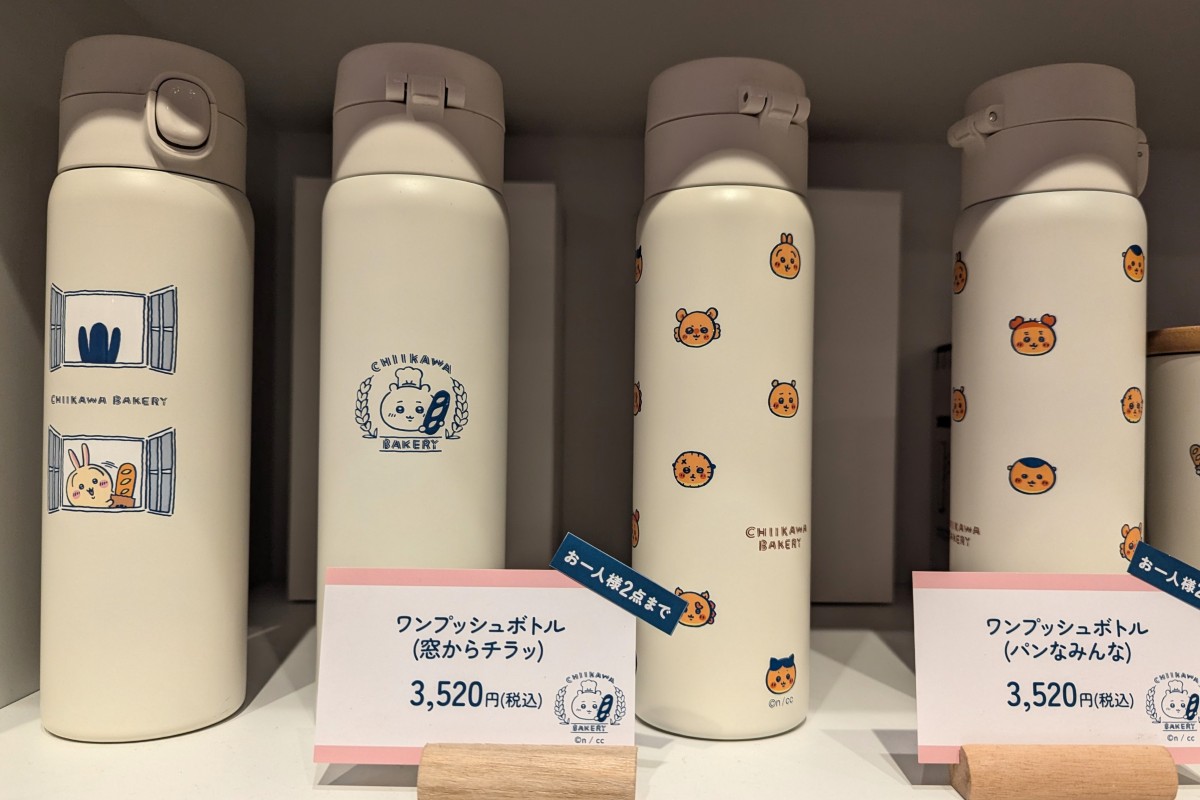 CHIIKAWA BAKERY
CHIIKAWA
BAKERY
CHIIKAWA
BAKERY
©n/cc
お一人様2点まで
ワンプッシュボトル
(窓からチラッ)
3,520円(税込)
CHIIKAWA
BAKERY
©n / cc
お一人様2
ワンプッシュボトル
(パンなみんな)
3,520円(税込)
CHIIKAWA
BAKERY
©n / cc